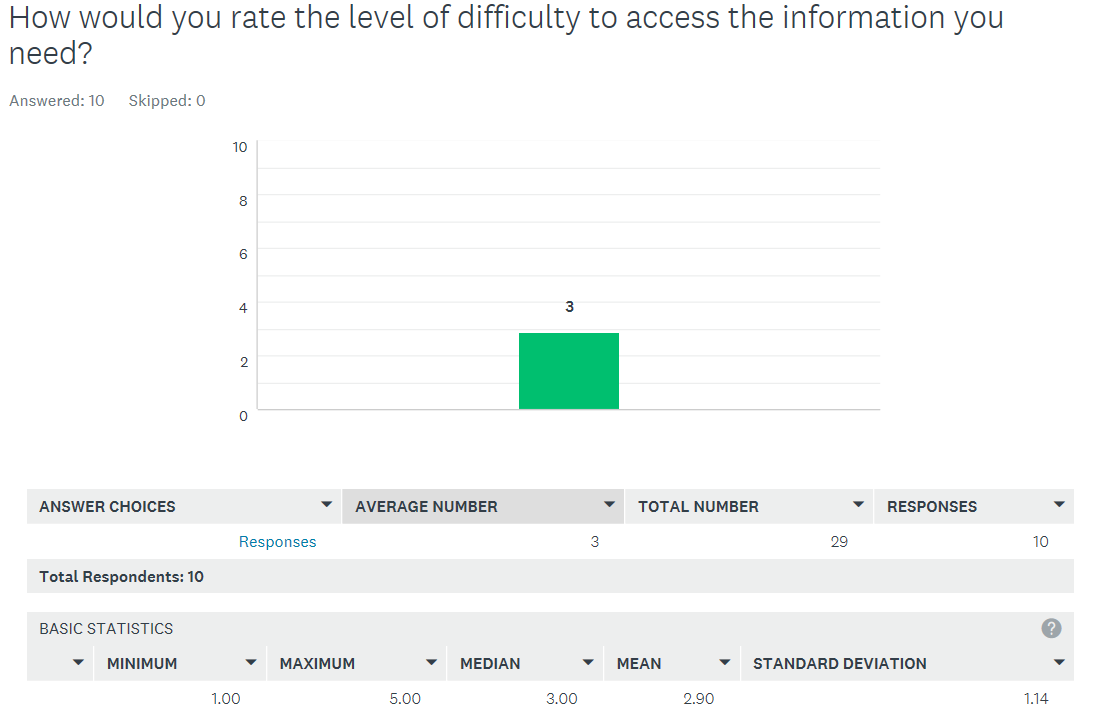 How would you rate the level of difficulty to access the information you
need?
Answered: 10 Skipped: 0
10
8
6
4
3
2
0
ANSWER CHOICES AVERAGE NUMBER TOTAL NUMBER RESPONSES
Responses 3 29 10
Total Respondents: 10
BASIC STATISTICS ?
MINIMUM MAXIMUM MEDIAN MEAN STANDARD DEVIATION
1.00 5.00 3.00 2.90 1.14